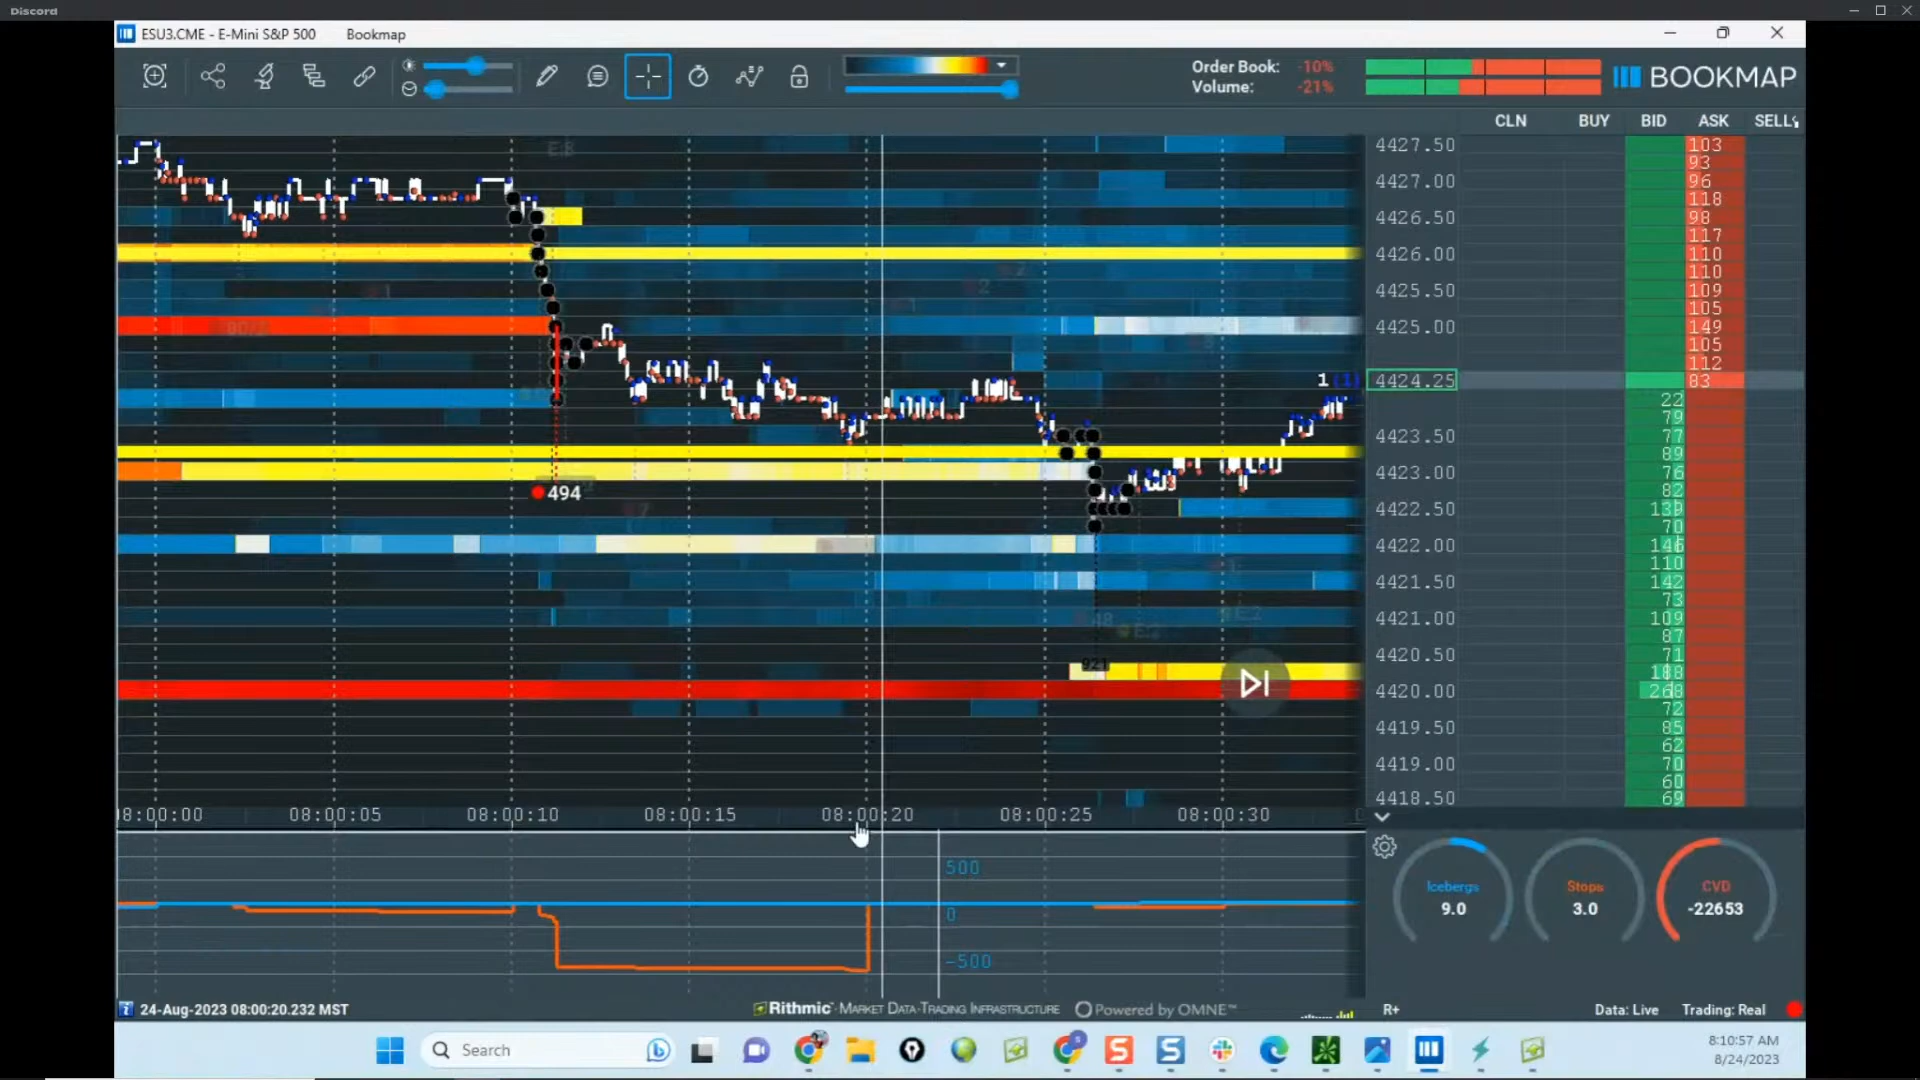 Discord
ESU3.CME - E-Mini S&P 500 Bookmap
Order Book: -10%
Volume: -21%
BOOKMAP
CLN BUY BID ASK SELL
4427.50 103
93
4427.00 96
118
4426.50 98
117
4426.00 110
110
4425.50 109
105
4425.00 149
105
112
1 (1) 4424.25 83
22
79
4423.50 77
89
4423.00 76
82
4422.50 139
70
4422.00 146
110
4421.50 142
73
4421.00 109
87
4420.50 71
188
4420.00 268
72
4419.50 85
62
4419.00 70
60
4418.50 69
494
921
8:00:00 08:00:05 08:00:10 08:00:15 08:00:20 08:00:25 08:00:30
500
0
-500
Icebergs
9.0
Stops
3.0
CVD
-22653
24-Aug-2023 08:00:20.232 MST
Rithmic MARKET DATA-TRADING INFRASTRUCTURE
Powered by OMNE™
R+
Data: Live
Trading: Real
Search
8:10:57 AM
8/24/2023